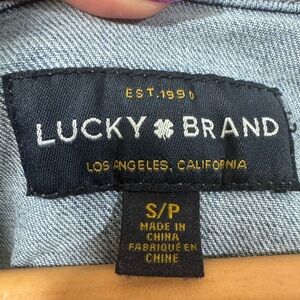 EST.1990
LUCKY BRAND
LOS ANGELES, CALIFORNIA
S/P
MADE IN
CHINA
FABRIQUÉ EN
CHINE